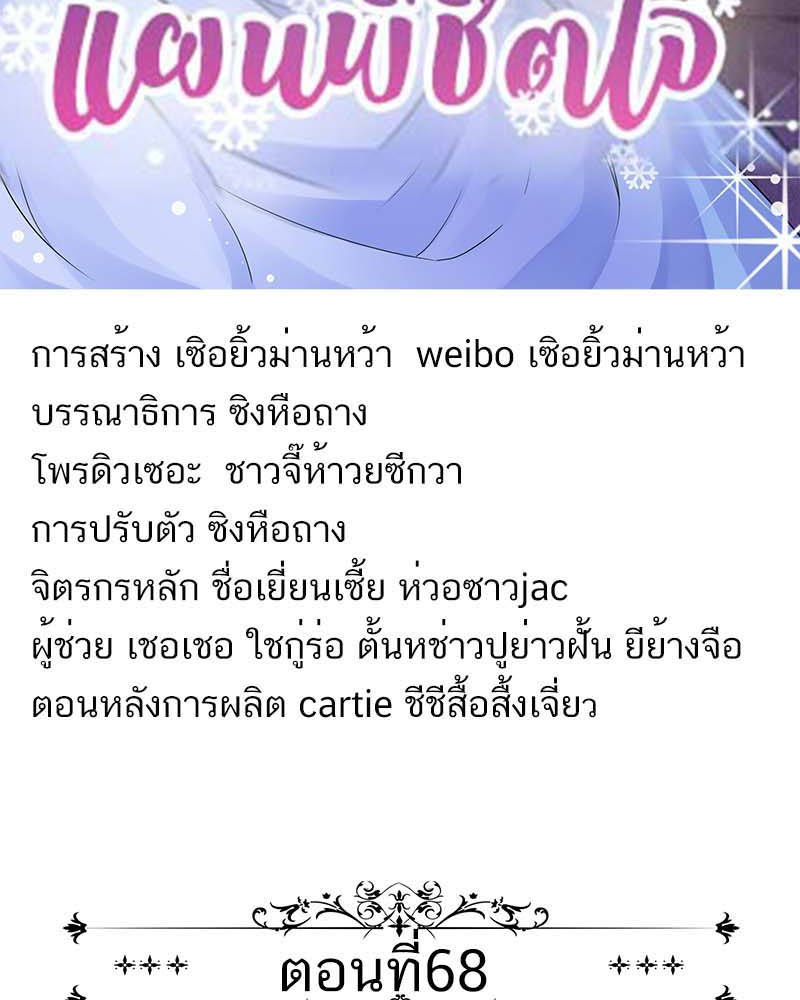 แผนพิชิตใจ
การสร้าง เซิอยิ้วม่านหว้า weibo เซิอยิ้วม่านหว้า
บรรณาธิการ ซิงหือถาง
โพรดิวเซอะ ชาวจี๊ห้าวยซีกวา
การปรับตัว ซิงหือถาง
จิตรกรหลัก ชื่อเยี่ยนเซี้ย ห่วอซาวjac
ผู้ช่วย เชอเชอ ใชกู่ร่อ ตั้นหช่าวปูย่าวฝั้น ยีย้างจือ
ตอนหลังการผลิต cartie ชีชีสื้อสิ้งเจี่ยว
ตอนที่68